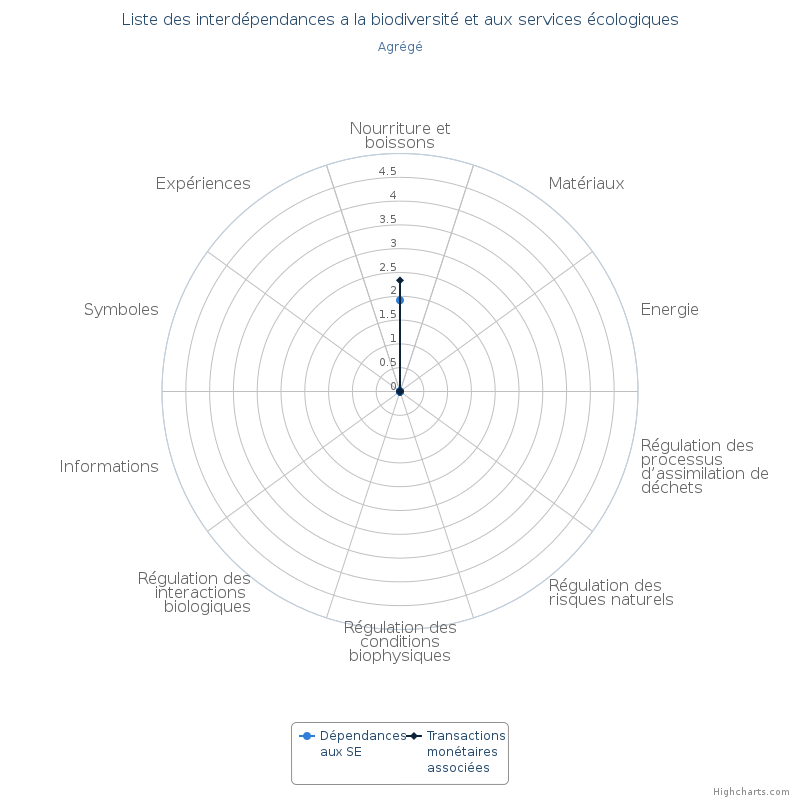 Liste des interdépendances a la biodiversité et aux services écologiques
Agrégé
Nourriture et
boissons
Expériences
Matériaux
Symboles
Energie
4.5
4
3.5
3
2.5
2
1.5
1
0.5
0
Informations
Régulation des
processus
d'assimilation de
déchets
Régulation des
interactions
biologiques
Régulation des
risques naturels
Régulation des
conditions
biophysiques
Dépendances
aux SE
Transactions
monétaires
associées
Highcharts.com